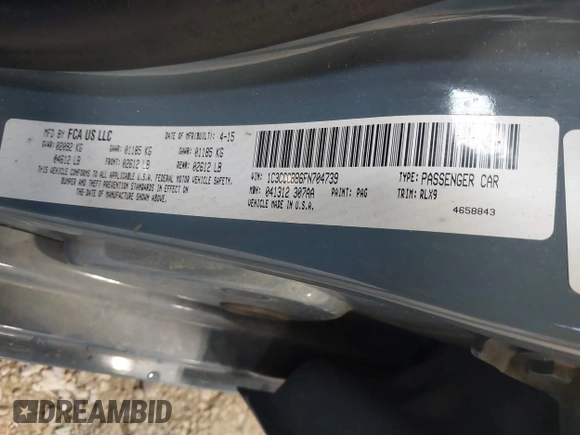 MFD BY FCA US LLC DATE OF MFR(BUILT): 4-15
GVWR: 02092 KG GAWR: 01185 KG GAWR: 01185 KG
04612 LB FRONT: 02612 LB REAR: 02612 LB
THIS VEHICLE CONFORMS TO ALL APPLICABLE U.S.A. FEDERAL MOTOR VEHICLE SAFETY,
BUMPER AND THEFT PREVENTION STANDARDS IN EFFECT ON
THE DATE OF MANUFACTURE SHOWN ABOVE.
VIN: 1C3CCCBB6FN704739 TYPE: PASSENGER CAR
MDH: 041312 307AA PAINT: PAG TRIM: RLX9
VEHICLE MADE IN U.S.A. 4658843
DREAMBID